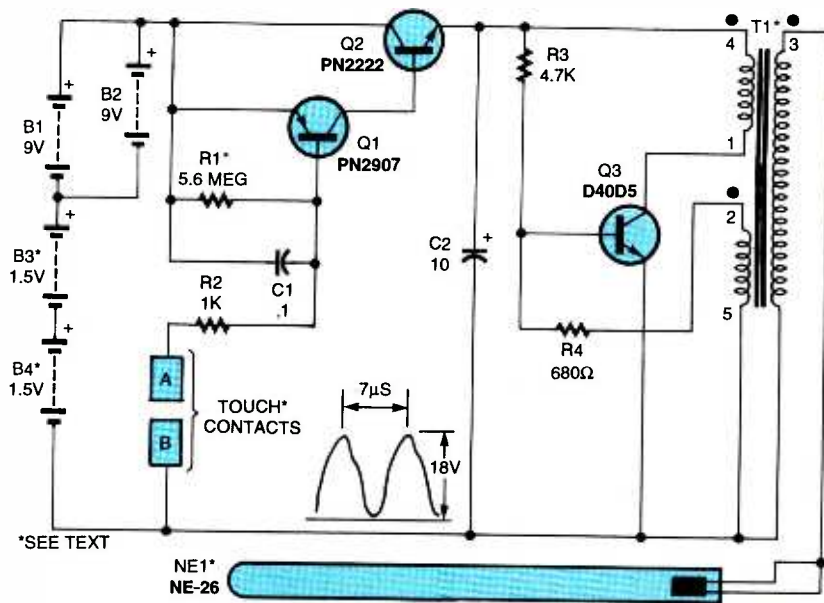 Q2
PN2222
T1*
4
3
R3
4.7K
+
+
B1
9V
B2
9V
Q1
PN2907
R1*
5.6 MEG
1
Q3
D40D5
2
+
B3*
1.5V
C2
10
+
R2
1K
C1
.1
5
+
B4*
1.5V
R4
680Ω
A
B
TOUCH*
CONTACTS
7µS
18V
*SEE TEXT
NE1*
NE-26